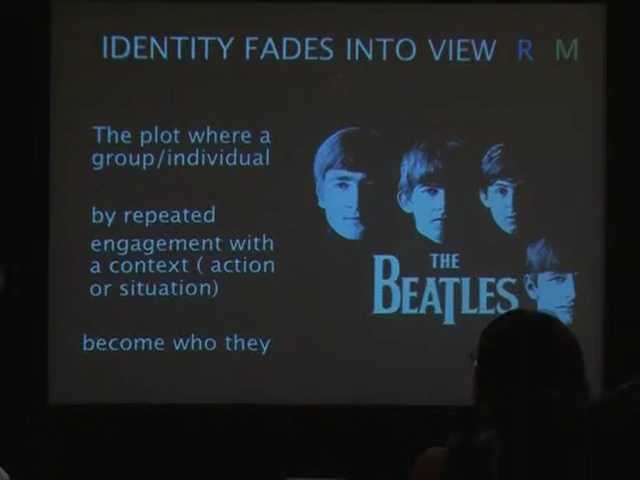 IDENTITY FADES INTO VIEW R M
The plot where a
group/individual
by repeated
engagement with
a context ( action
or situation)
become who they
THE
BEATLES